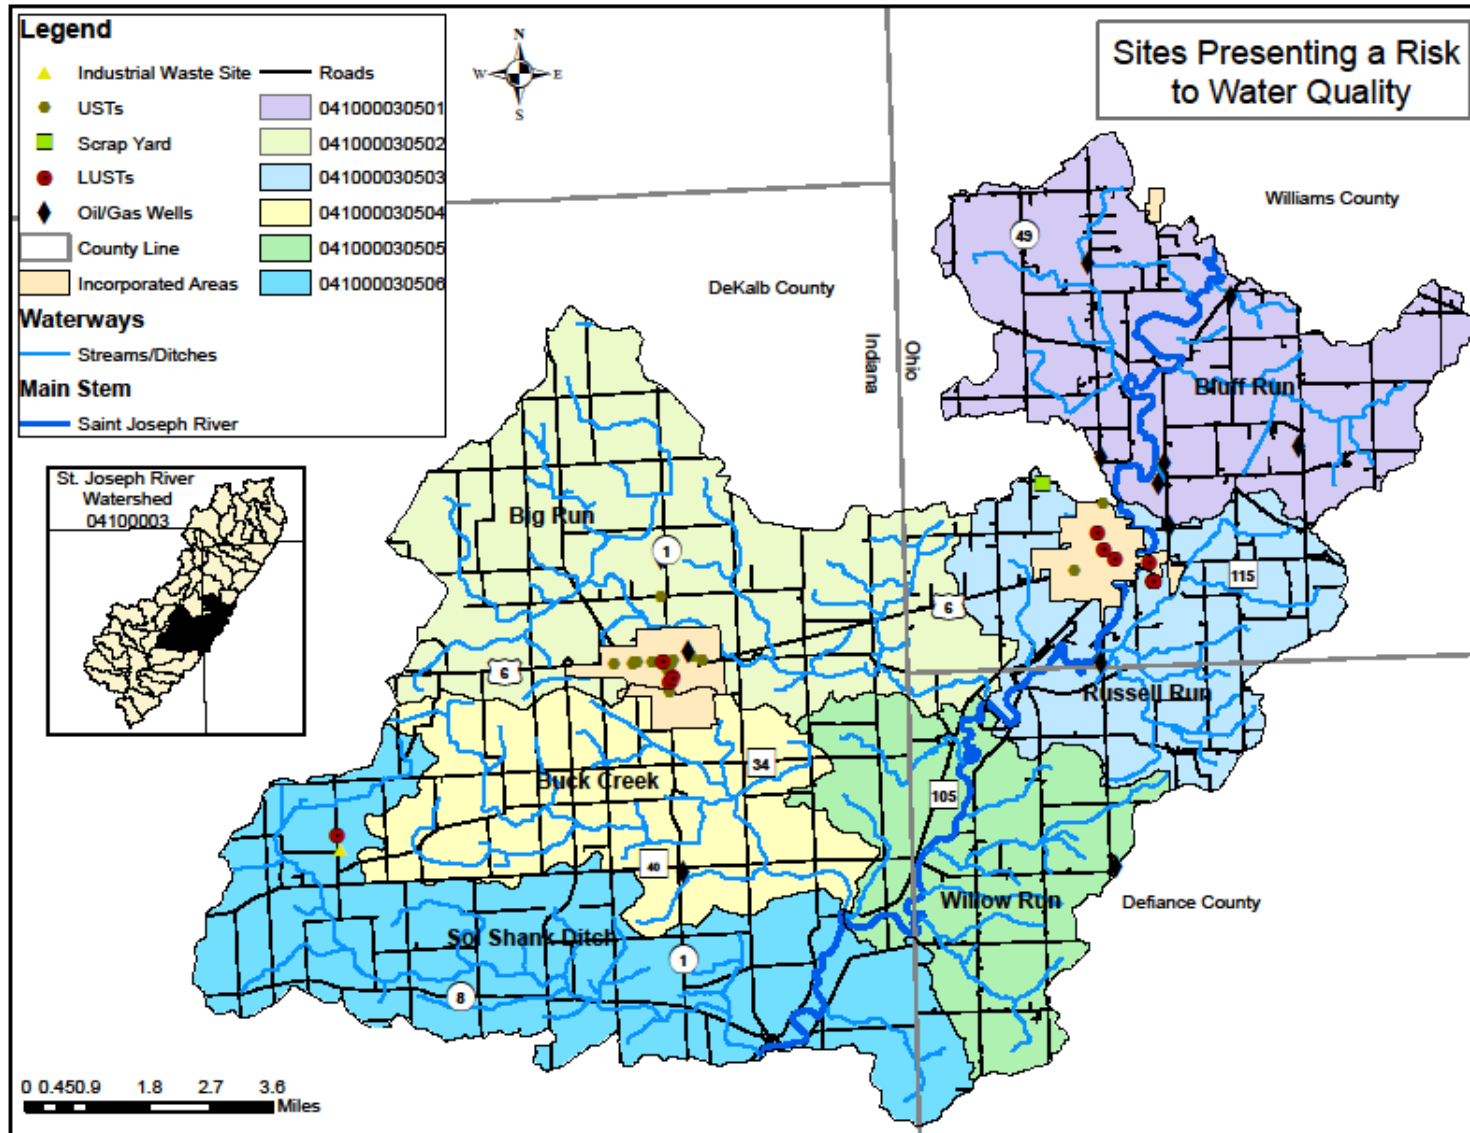 Legend
Industrial Waste Site
USTs
Scrap Yard
LUSTs
Oil/Gas Wells
County Line
Incorporated Areas
Waterways
Streams/Ditches
Main Stem
Saint Joseph River
Roads
041000030501
041000030502
041000030503
041000030504
041000030505
041000030506
N
W E
S
Sites Presenting a Risk
to Water Quality
St. Joseph River
Watershed
04100003
Williams County
DeKalb County
Indiana
Ohio
49
Bluff Run
Big Run
1
115
6
6
Russell Run
34
Buck Creek
105
40
Willow Run
Defiance County
Sol Shank Ditch
1
8
0 0.450.9 1.8 2.7 3.6
Miles